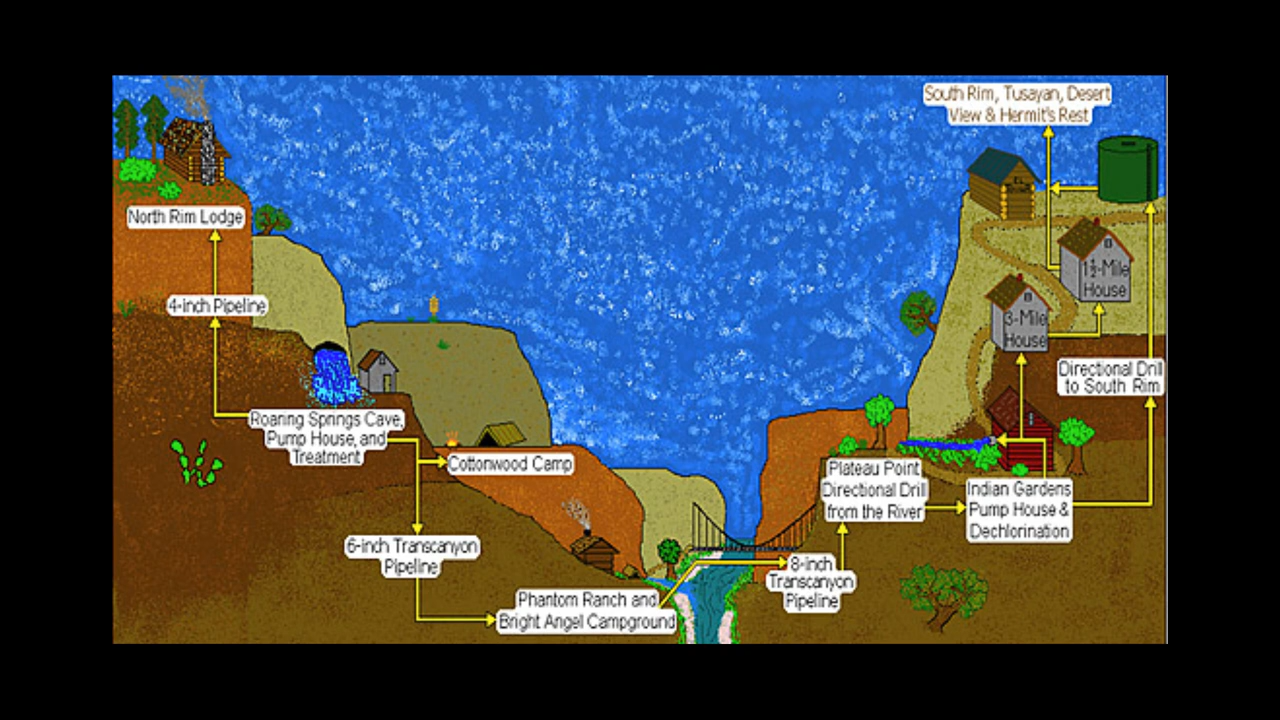 South Rim, Tusayan, Desert
View & Hermit's Rest
North Rim Lodge
4-inch Pipeline
1½-Mile
House
3-Mile
House
Directional Drill
to South Rim
Roaring Springs Cave,
Pump House, and
Treatment
Cottonwood Camp
Plateau Point
Directional Drill
from the River
Indian Gardens
Pump House &
Dechlorination
6-inch Transcanyon
Pipeline
8-inch
Transcanyon
Pipeline
Phantom Ranch and
Bright Angel Campground